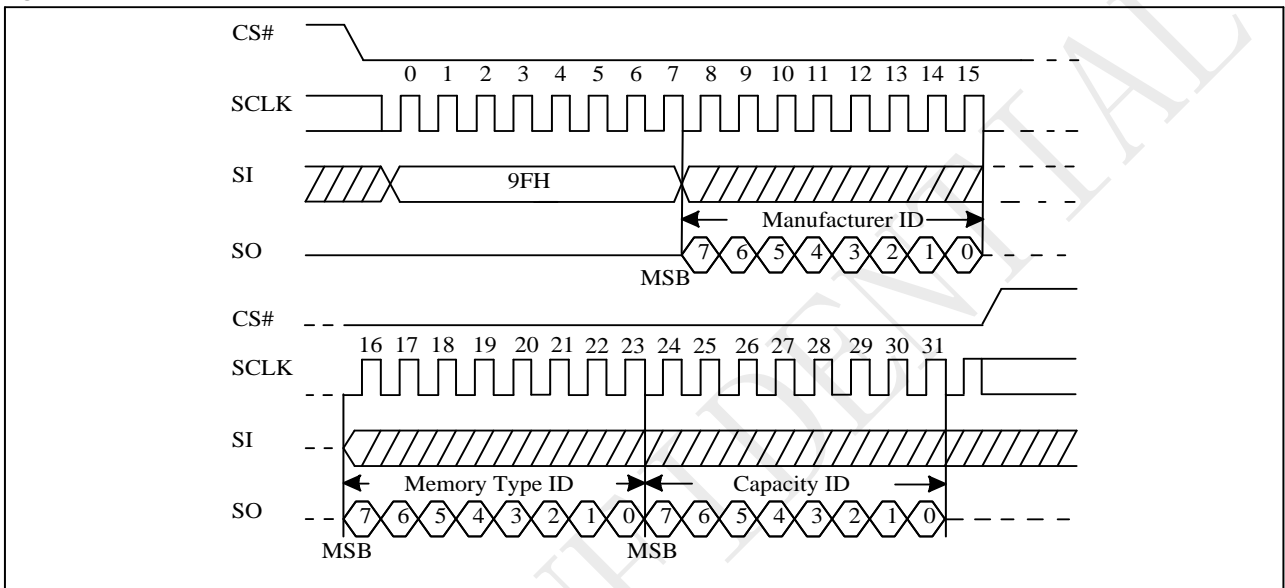 CS#
0 1 2 3 4 5 6 7 8 9 10 11 12 13 14 15
SCLK
SI
9FH
Manufacturer ID
SO
7 6 5 4 3 2 1 0
MSB
CS#
16 17 18 19 20 21 22 23 24 25 26 27 28 29 30 31
SCLK
SI
Memory Type ID Capacity ID
SO
7 6 5 4 3 2 1 0 7 6 5 4 3 2 1 0
MSB MSB
NFIDENTIAL